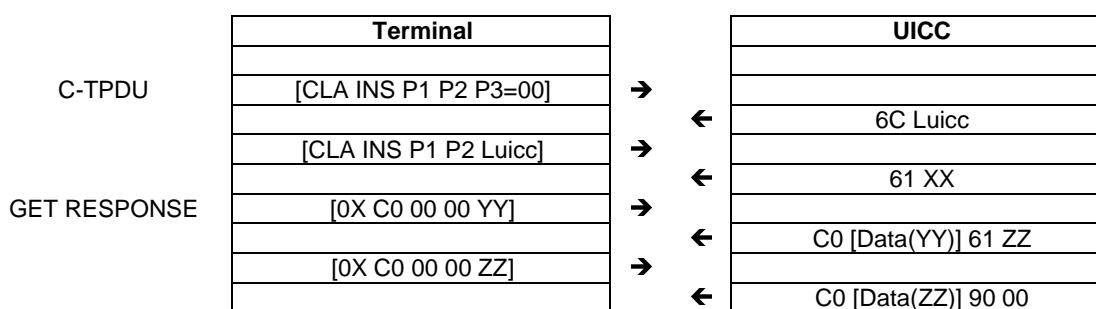 Terminal UICC
C-TPDU [CLA INS P1 P2 P3=00] ➔
🡰 6C Luicc
[CLA INS P1 P2 Luicc] ➔
🡰 61 XX
GET RESPONSE [0X C0 00 00 YY] ➔
🡰 C0 [Data(YY)] 61 ZZ
[0X C0 00 00 ZZ] ➔
🡰 C0 [Data(ZZ)] 90 00